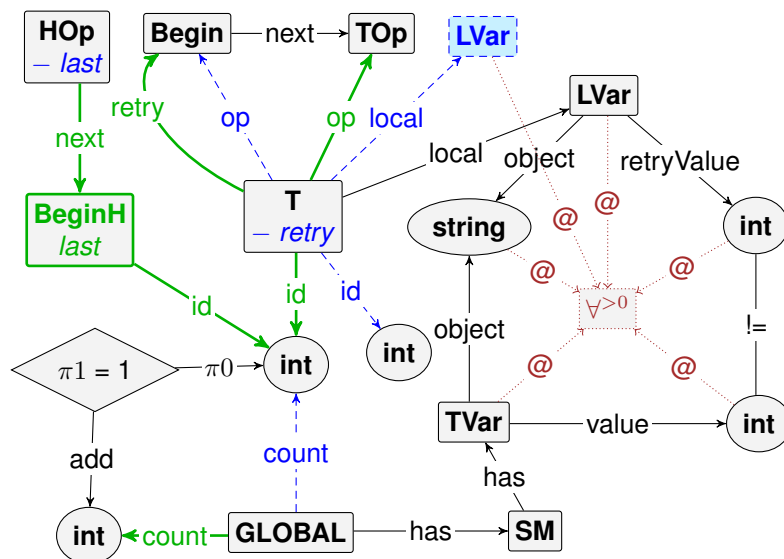 HOp
– last
Begin
next
TOp
LVar
LVar
retry
op
op
local
local
object
retryValue
next
BeginH
last
T
– retry
string
@
@
int
@
@
id
id
id
∀>0
!=
object
int
int
π1 = 1
π0
@
@
TVar
value
int
add
count
has
int
count
GLOBAL
has
SM